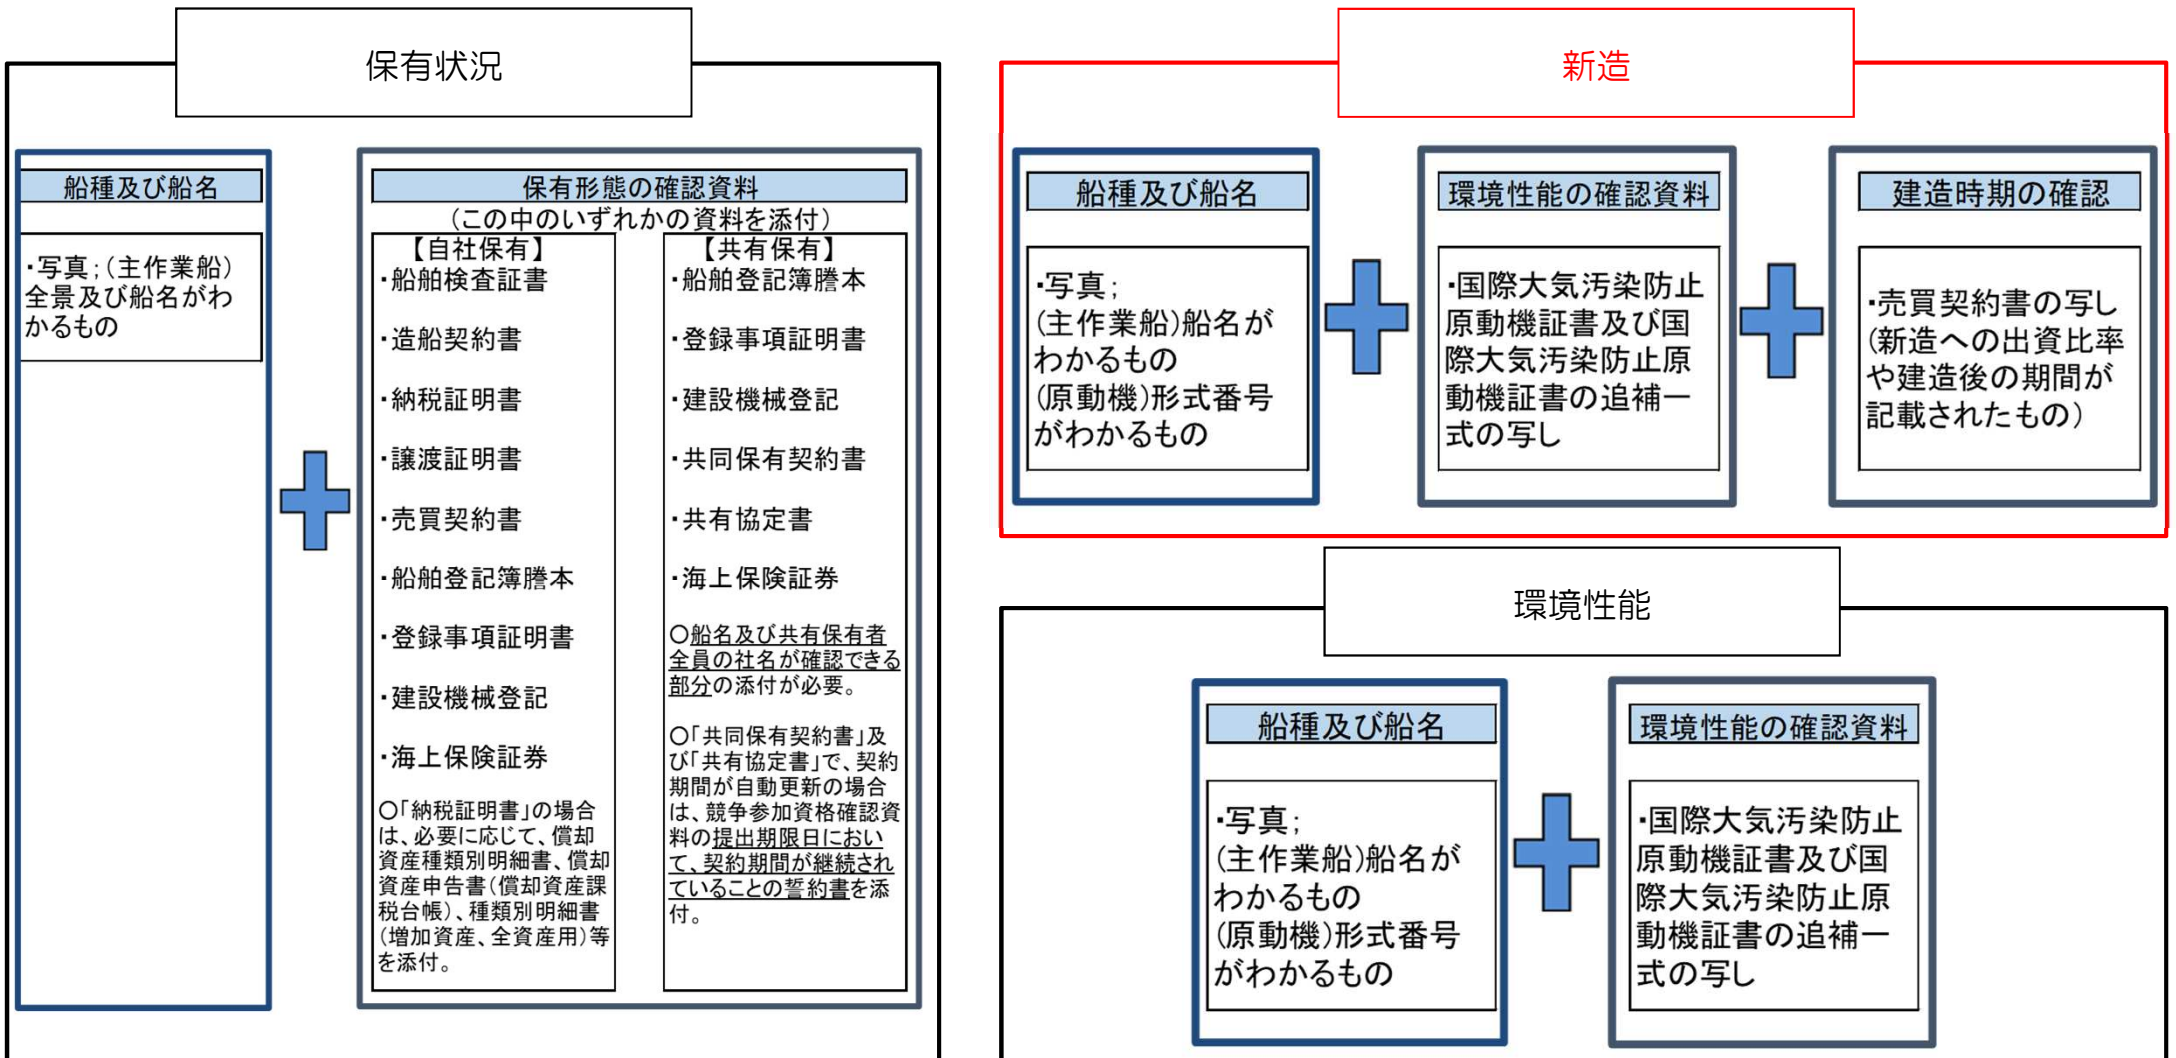 保有状況
船種及び船名
・写真；（主作業船）
全景及び船名がわ
かるもの
保有形態の確認資料
（この中のいずれかの資料を添付）
【自社保有】
・船舶検査証書
・造船契約書
・納税証明書
・譲渡証明書
・売買契約書
・船舶登記簿謄本
・登録事項証明書
・建設機械登記
・海上保険証券
○「納税証明書」の場合
は、必要に応じて、償却
資産種類別明細書、償却
資産申告書（償却資産課
税台帳）、種類別明細書
（増加資産、全資産用）等
を添付。
【共有保有】
・船舶登記簿謄本
・登録事項証明書
・建設機械登記
・共同保有契約書
・共有協定書
・海上保険証券
○船名及び共有保有者
全員の社名が確認できる
部分の添付が必要。
○「共同保有契約書」及
び「共有協定書」で、契約
期間が自動更新の場合
は、競争参加資格確認資
料の提出期限日におい
て、契約期間が継続され
ていることの誓約書を添
付。
新造
船種及び船名
・写真；
（主作業船）船名が
わかるもの
（原動機）形式番号
がわかるもの
環境性能の確認資料
・国際大気汚染防止
原動機証書及び国
際大気汚染防止原
動機証書の追補一
式の写し
建造時期の確認
・売買契約書の写し
（新造への出資比率
や建造後の期間が
記載されたもの）
環境性能
船種及び船名
・写真；
（主作業船）船名が
わかるもの
（原動機）形式番号
がわかるもの
環境性能の確認資料
・国際大気汚染防止
原動機証書及び国
際大気汚染防止原
動機証書の追補一
式の写し